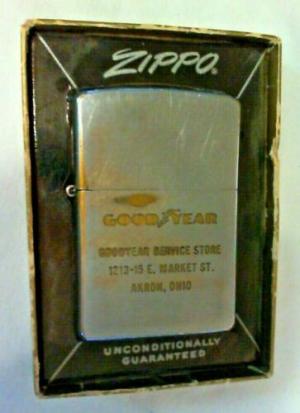 ZIPPO
GOODYEAR
GOODYEAR SERVICE STORE
1213-15 E. MARKET ST.
AKRON, OHIO
UNCONDITIONALLY
GUARANTEED